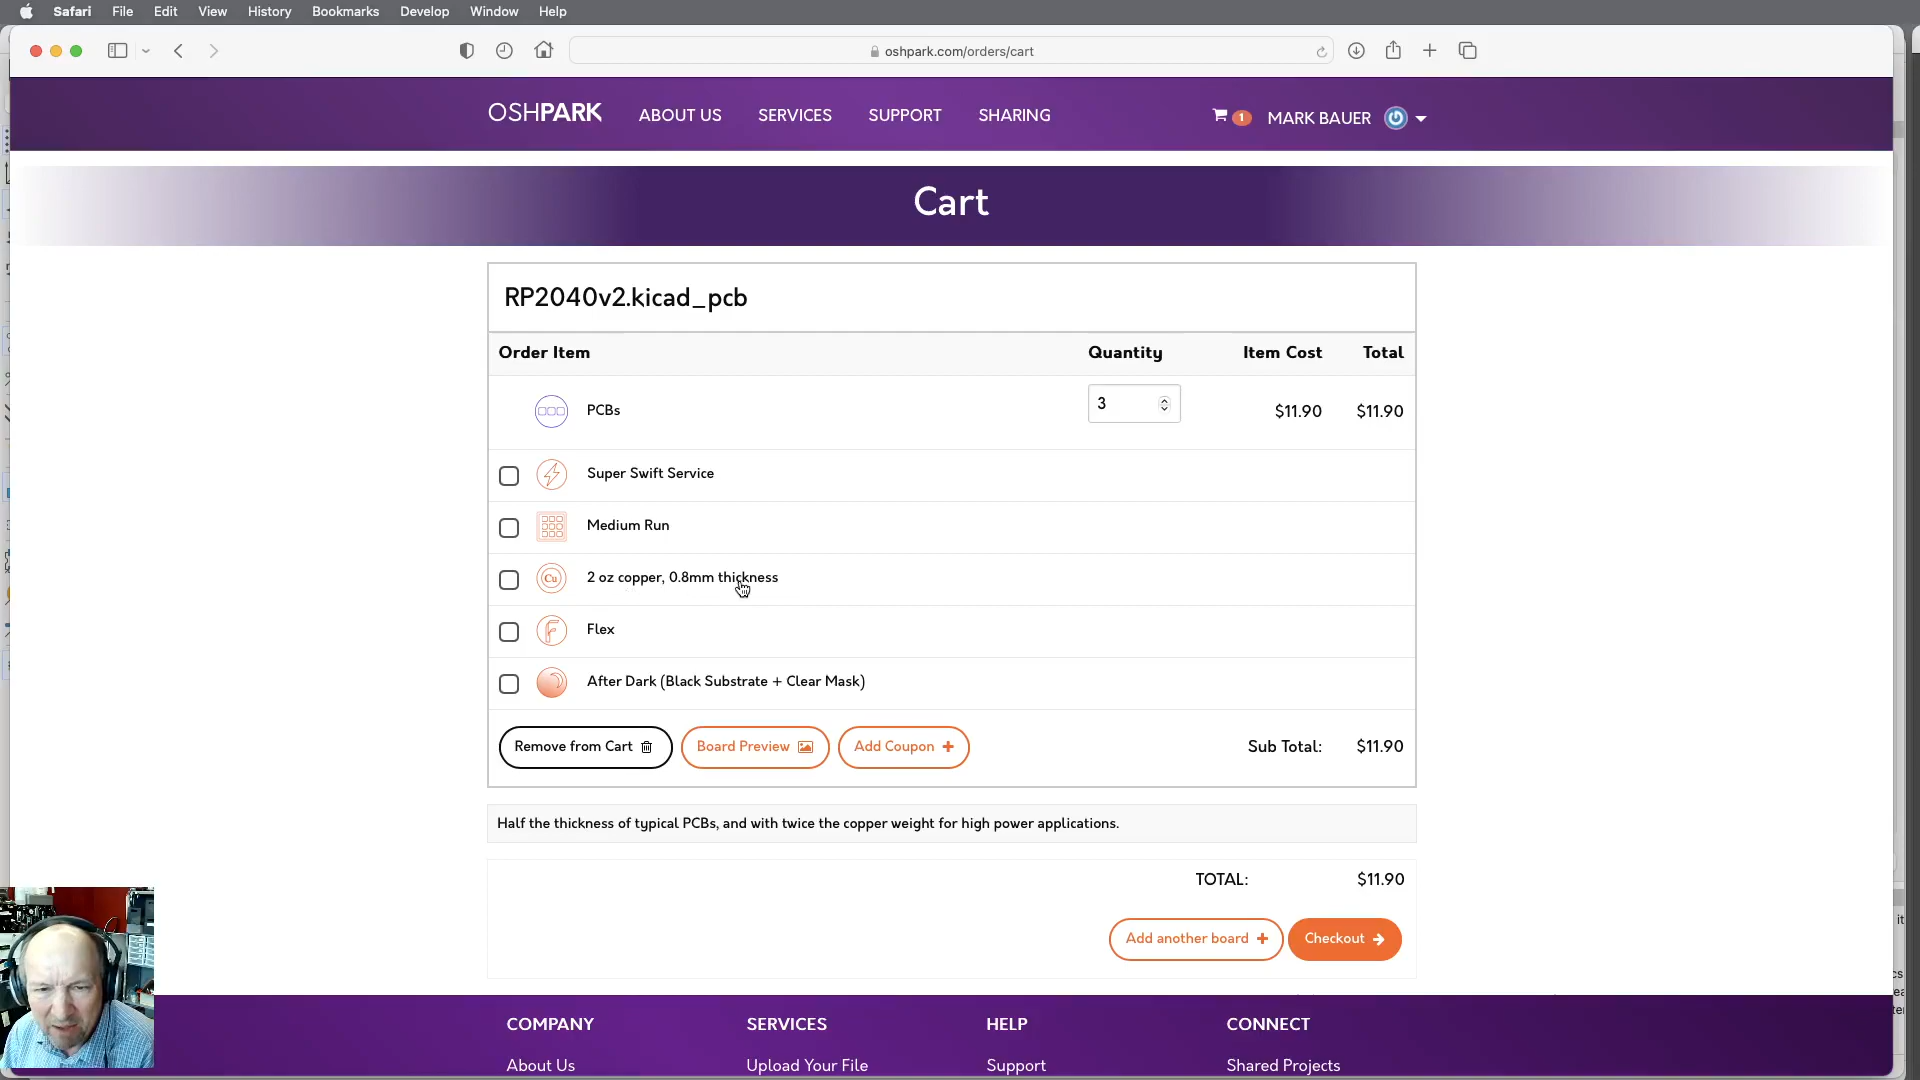 Safari File Edit View History Bookmarks Develop Window Help
oshpark.com/orders/cart
OSHPARK ABOUT US SERVICES SUPPORT SHARING 1 MARK BAUER
Cart
RP2040v2.kicad_pcb
Order Item Quantity Item Cost Total
PCBs 3 $11.90 $11.90
Super Swift Service
Medium Run
Cu 2 oz copper, 0.8mm thickness
F Flex
After Dark (Black Substrate + Clear Mask)
Remove from Cart Board Preview Add Coupon + Sub Total: $11.90
Half the thickness of typical PCBs, and with twice the copper weight for high power applications.
TOTAL: $11.90
Add another board + Checkout
COMPANY SERVICES HELP CONNECT
About Us Upload Your File Support Shared Projects